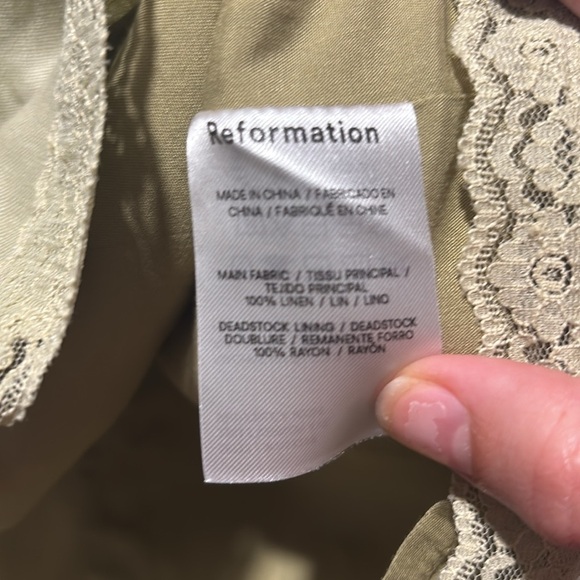 Reformation
MADE IN CHINA / FABRICADO EN
CHINA / FABRIQUÉ EN CHINE
MAIN FABRIC / TISSU PRINCIPAL /
TEJIDO PRINCIPAL
100% LINEN / LIN / LINO
DEADSTOCK LINING / DEADSTOCK
DOUBLURE / REMANENTE FORRO
100% RAYON / RAYÓN